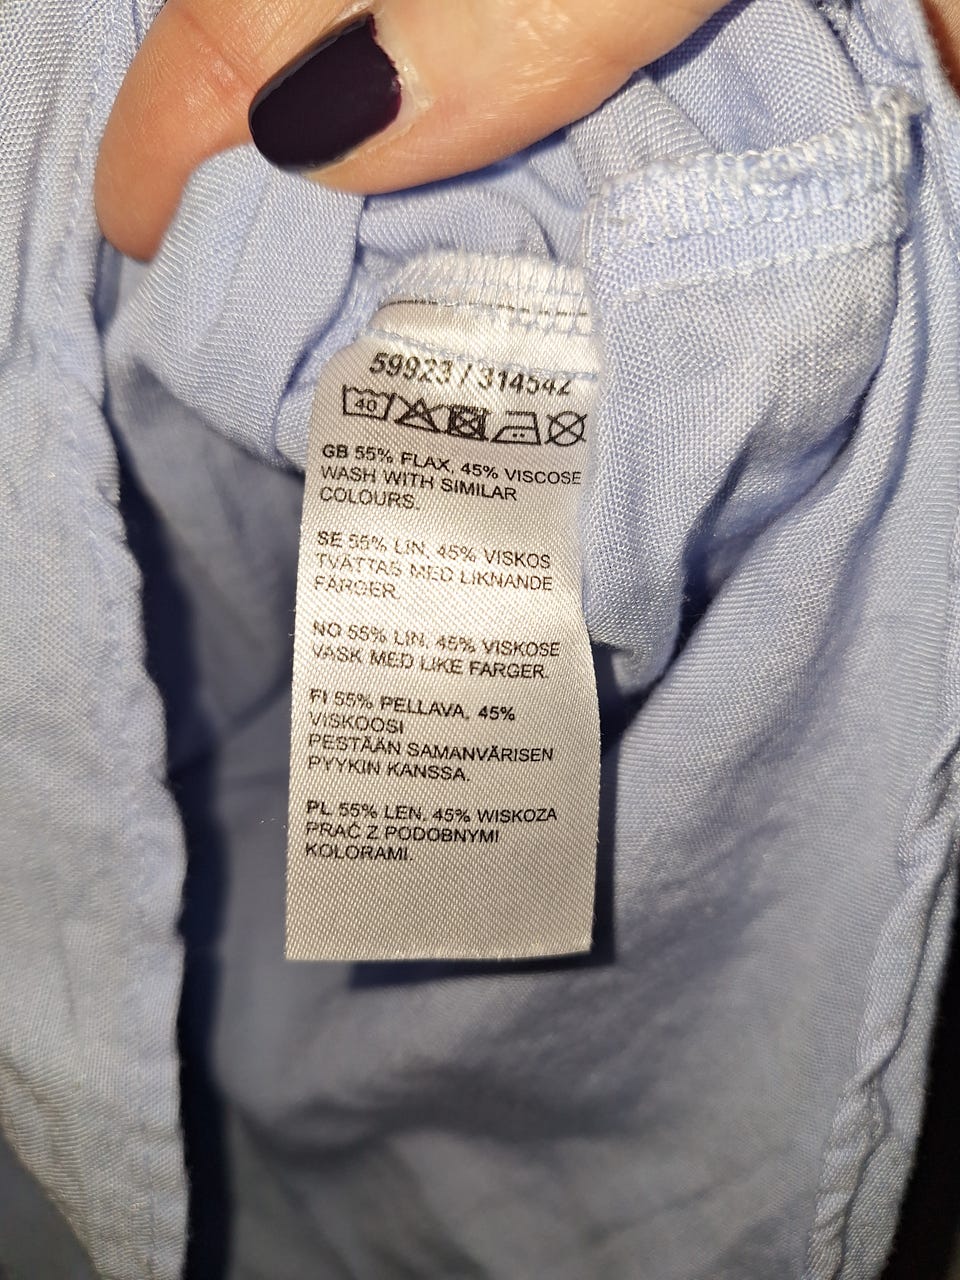 59923 / 314542
40
GB 55% FLAX, 45% VISCOSE
WASH WITH SIMILAR
COLOURS.
SE 55% LIN, 45% VISKOS
TVÄTTAS MED LIKNANDE
FÄRGER.
NO 55% LIN, 45% VISKOSE
VASK MED LIKE FARGER.
FI 55% PELLAVA, 45%
VISKOOSI
PESTÄÄN SAMANVÄRISEN
PYYKIN KANSSA.
PL 55% LEN, 45% WISKOZA
PRAĆ Z PODOBNYMI
KOLORAMI.